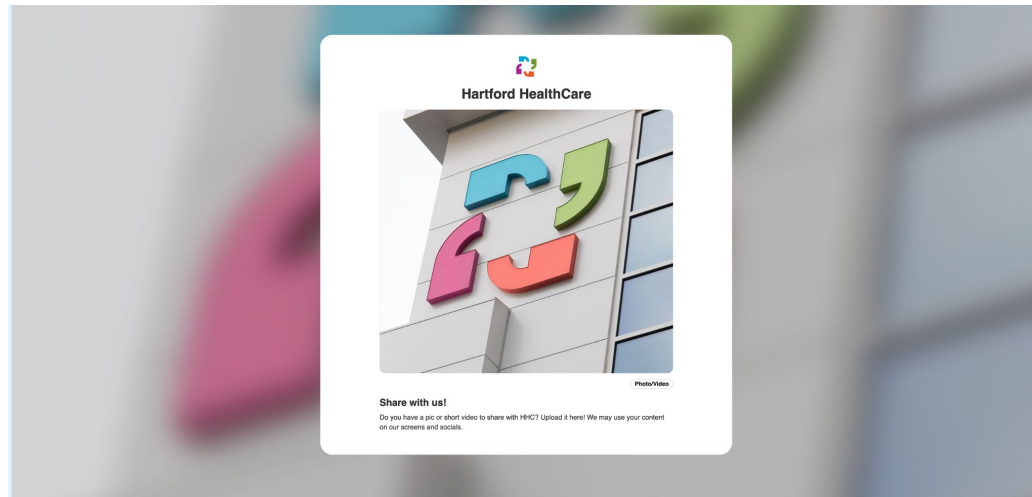 Hartford HealthCare
Photo/Video
Share with us!
Do you have a pic or short video to share with HHC? Upload it here! We may use your content
on our screens and socials.